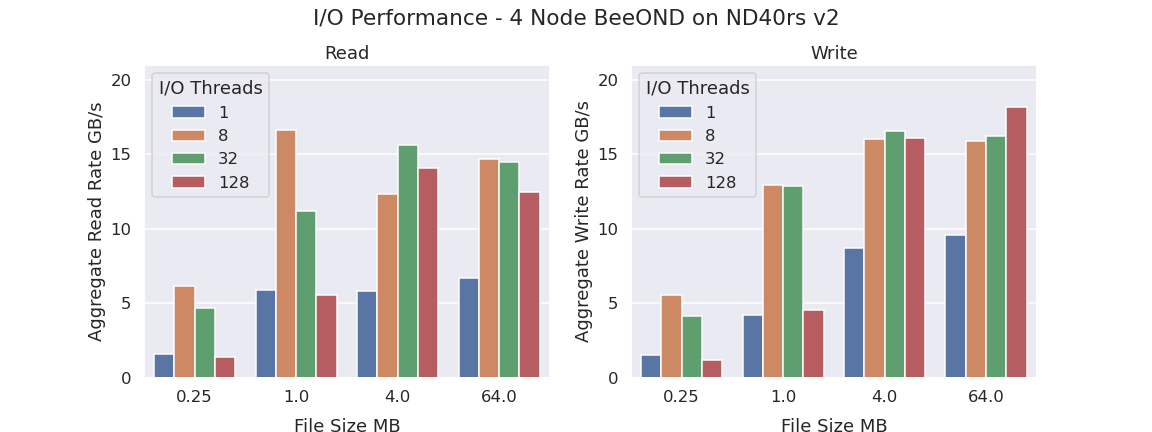 I/O Performance - 4 Node BeeOND on ND40rs v2
Read
Aggregate Read Rate GB/s
20
15
10
5
0
I/O Threads
1
8
32
128
0.25 1.0 4.0 64.0
File Size MB
Write
Aggregate Write Rate GB/s
20
15
10
5
0
I/O Threads
1
8
32
128
0.25 1.0 4.0 64.0
File Size MB